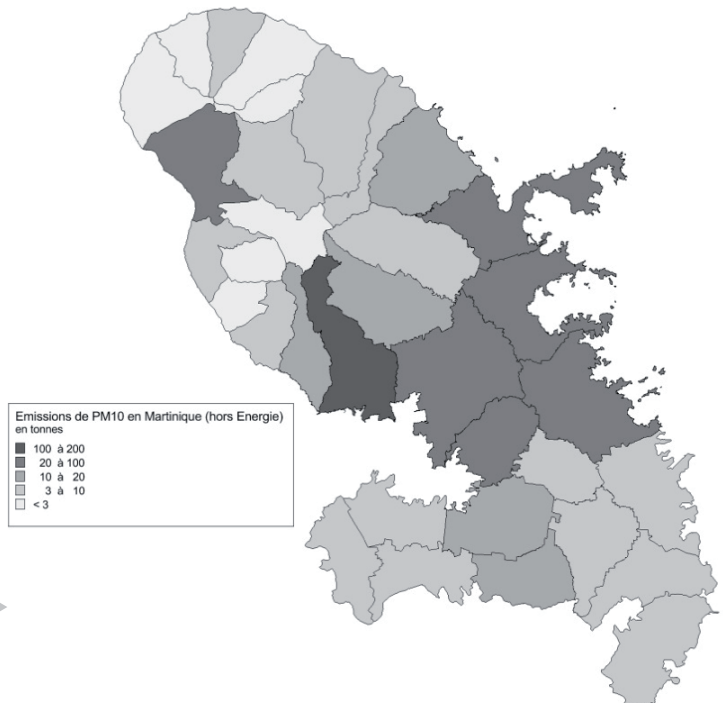 Emissions de PM10 en Martinique (hors Energie)
en tonnes
100 à 200
20 à 100
10 à 20
3 à 10
< 3